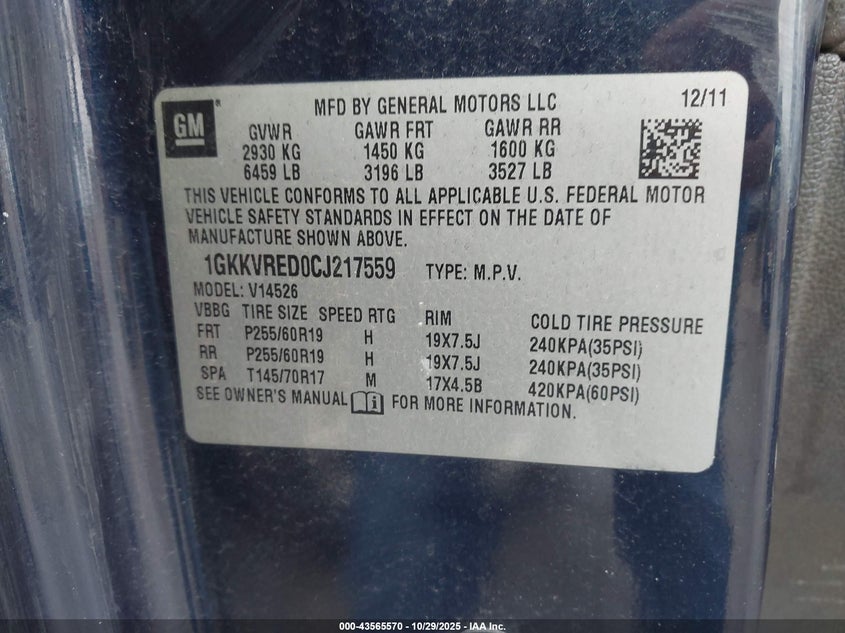 GM
MFD BY GENERAL MOTORS LLC 12/11
GVWR GAWR FRT GAWR RR
2930 KG 1450 KG 1600 KG
6459 LB 3196 LB 3527 LB
THIS VEHICLE CONFORMS TO ALL APPLICABLE U.S. FEDERAL MOTOR
VEHICLE SAFETY STANDARDS IN EFFECT ON THE DATE OF
MANUFACTURE SHOWN ABOVE.
1GKKVRED0CJ217559 TYPE: M.P.V.
MODEL: V14526
VBBG TIRE SIZE SPEED RTG RIM COLD TIRE PRESSURE
FRT P255/60R19 H 19X7.5J 240KPA(35PSI)
RR P255/60R19 H 19X7.5J 240KPA(35PSI)
SPA T145/70R17 M 17X4.5B 420KPA(60PSI)
SEE OWNER'S MANUAL FOR MORE INFORMATION.
000-43565570 - 10/29/2025 - IAA Inc.